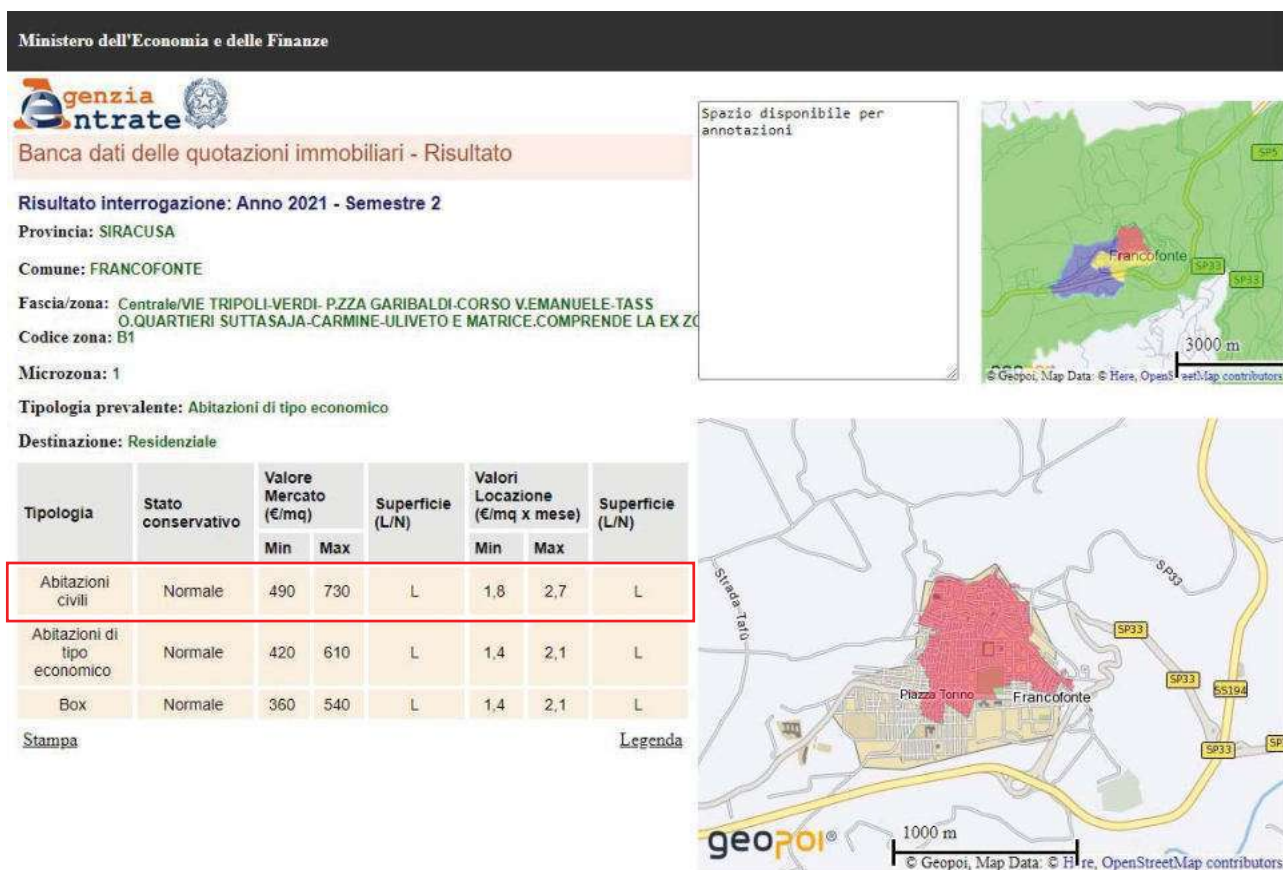 Ministero dell'Economia e delle Finanze
agenzia
entrate
Banca dati delle quotazioni immobiliari - Risultato
Risultato interrogazione: Anno 2021 - Semestre 2
Provincia: SIRACUSA
Comune: FRANCOFONTE
Fascia/zona: Centrale/VIE TRIPOLI-VERDI- P.ZZA GARIBALDI-CORSO V.EMANUELE-TASS
O.QUARTIERI SUTTASAJA-CARMINE-ULIVETO E MATRICE.COMPRENDE LA EX ZO
Codice zona: B1
Microzona: 1
Tipologia prevalente: Abitazioni di tipo economico
Destinazione: Residenziale
Tipologia Stato conservativo Valore Mercato (€/mq) Superficie (L/N) Valori Locazione (€/mq x mese) Superficie (L/N)
Min Max Min Max
Abitazioni civili Normale 490 730 L 1,8 2,7 L
Abitazioni di tipo economico Normale 420 610 L 1,4 2,1 L
Box Normale 360 540 L 1,4 2,1 L
Stampa Legenda
Spazio disponibile per
annotazioni
SP5
Francofonte
SP33
SP33
3000 m
© Geopoi, Map Data: © Here, OpenStreetMap contributors
Strada-Tafù
SP33
SP33
SP33
SS194
SP33
Piazza Torino
Francofonte
geopoi®
1000 m
© Geopoi, Map Data: © Here, OpenStreetMap contributors